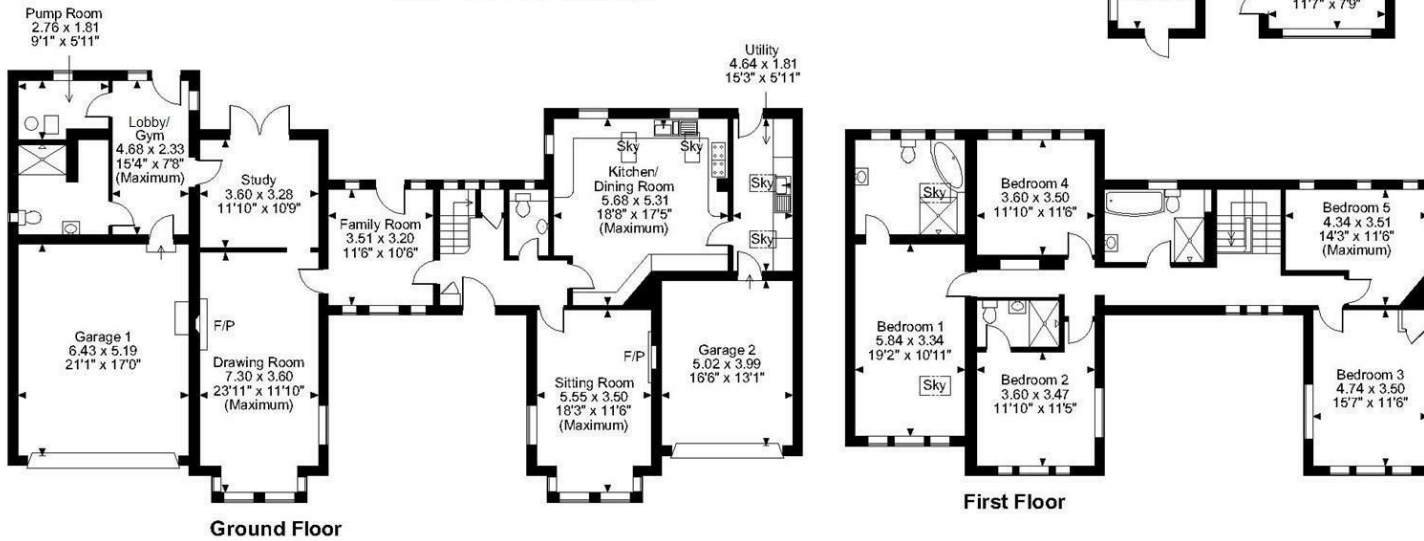 11'7" x 7'9"
Pump Room
2.76 x 1.81
9'1" x 5'11"
Utility
4.64 x 1.81
15'3" x 5'11"
Lobby/
Gym
4.68 x 2.33
15'4" x 7'8"
(Maximum)
Study
3.60 x 3.28
11'10" x 10'9"
Family Room
3.51 x 3.20
11'6" x 10'6"
Sky
Sky
Kitchen/
Dining Room
5.68 x 5.31
18'8" x 17'5"
(Maximum)
Sky
Sky
Garage 1
6.43 x 5.19
21'1" x 17'0"
F/P
Drawing Room
7.30 x 3.60
23'11" x 11'10"
(Maximum)
F/P
Sitting Room
5.55 x 3.50
18'3" x 11'6"
(Maximum)
Garage 2
5.02 x 3.99
16'6" x 13'1"
Ground Floor
Sky
Bedroom 4
3.60 x 3.50
11'10" x 11'6"
Bedroom 5
4.34 x 3.51
14'3" x 11'6"
(Maximum)
Bedroom 1
5.84 x 3.34
19'2" x 10'11"
Sky
Bedroom 2
3.60 x 3.47
11'10" x 11'5"
Bedroom 3
4.74 x 3.50
15'7" x 11'6"
First Floor